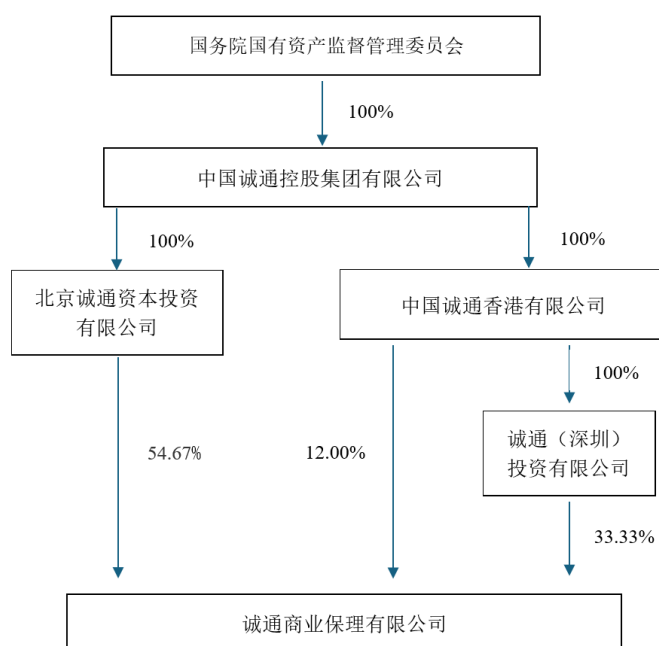 国务院国有资产监督管理委员会
100%
中国诚通控股集团有限公司
100%
100%
北京诚通资本投资
有限公司
中国诚通香港有限公司
100%
诚通（深圳）
投资有限公司
54.67%
12.00%
33.33%
诚通商业保理有限公司